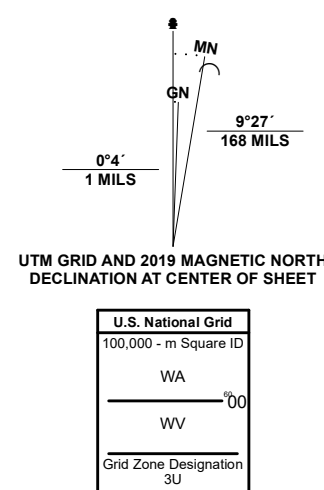 MN
GN
9°27´
168 MILS
0°4´
1 MILS
UTM GRID AND 2019 MAGNETIC NORTH
DECLINATION AT CENTER OF SHEET
U.S. National Grid
100,000 - m Square ID
WA
⁶⁰00
WV
Grid Zone Designation
3U